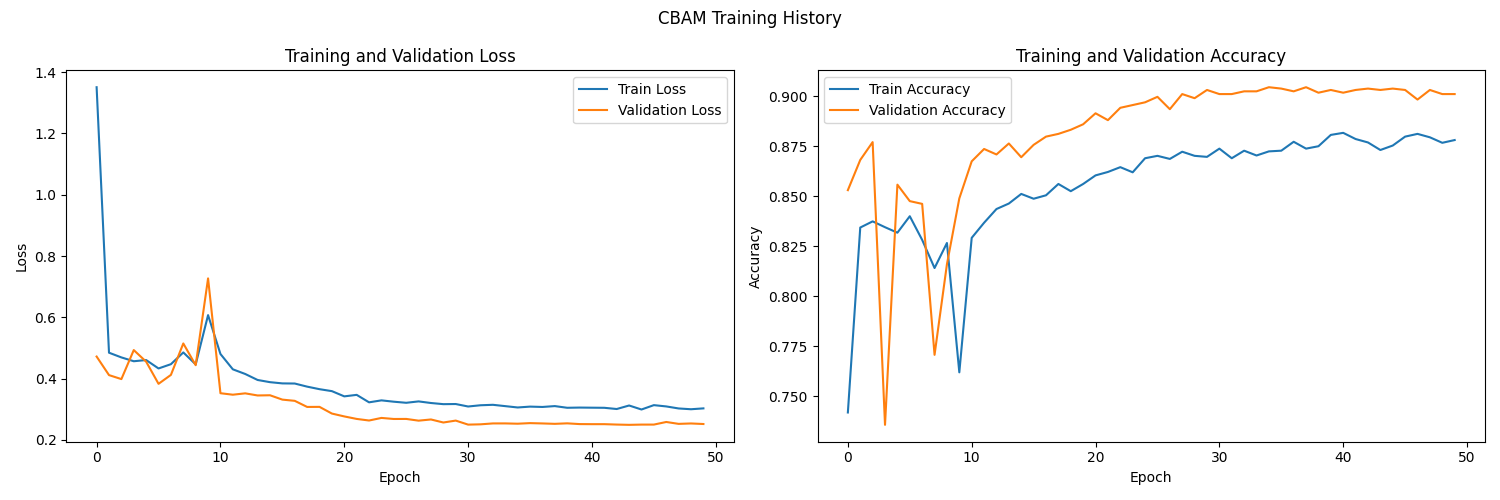 CBAM Training History
Training and Validation Loss
Loss
1.4
1.2
1.0
0.8
0.6
0.4
0.2
Train Loss
Validation Loss
0 10 20 30 40 50
Epoch
Training and Validation Accuracy
Accuracy
0.900
0.875
0.850
0.825
0.800
0.775
0.750
Train Accuracy
Validation Accuracy
0 10 20 30 40 50
Epoch